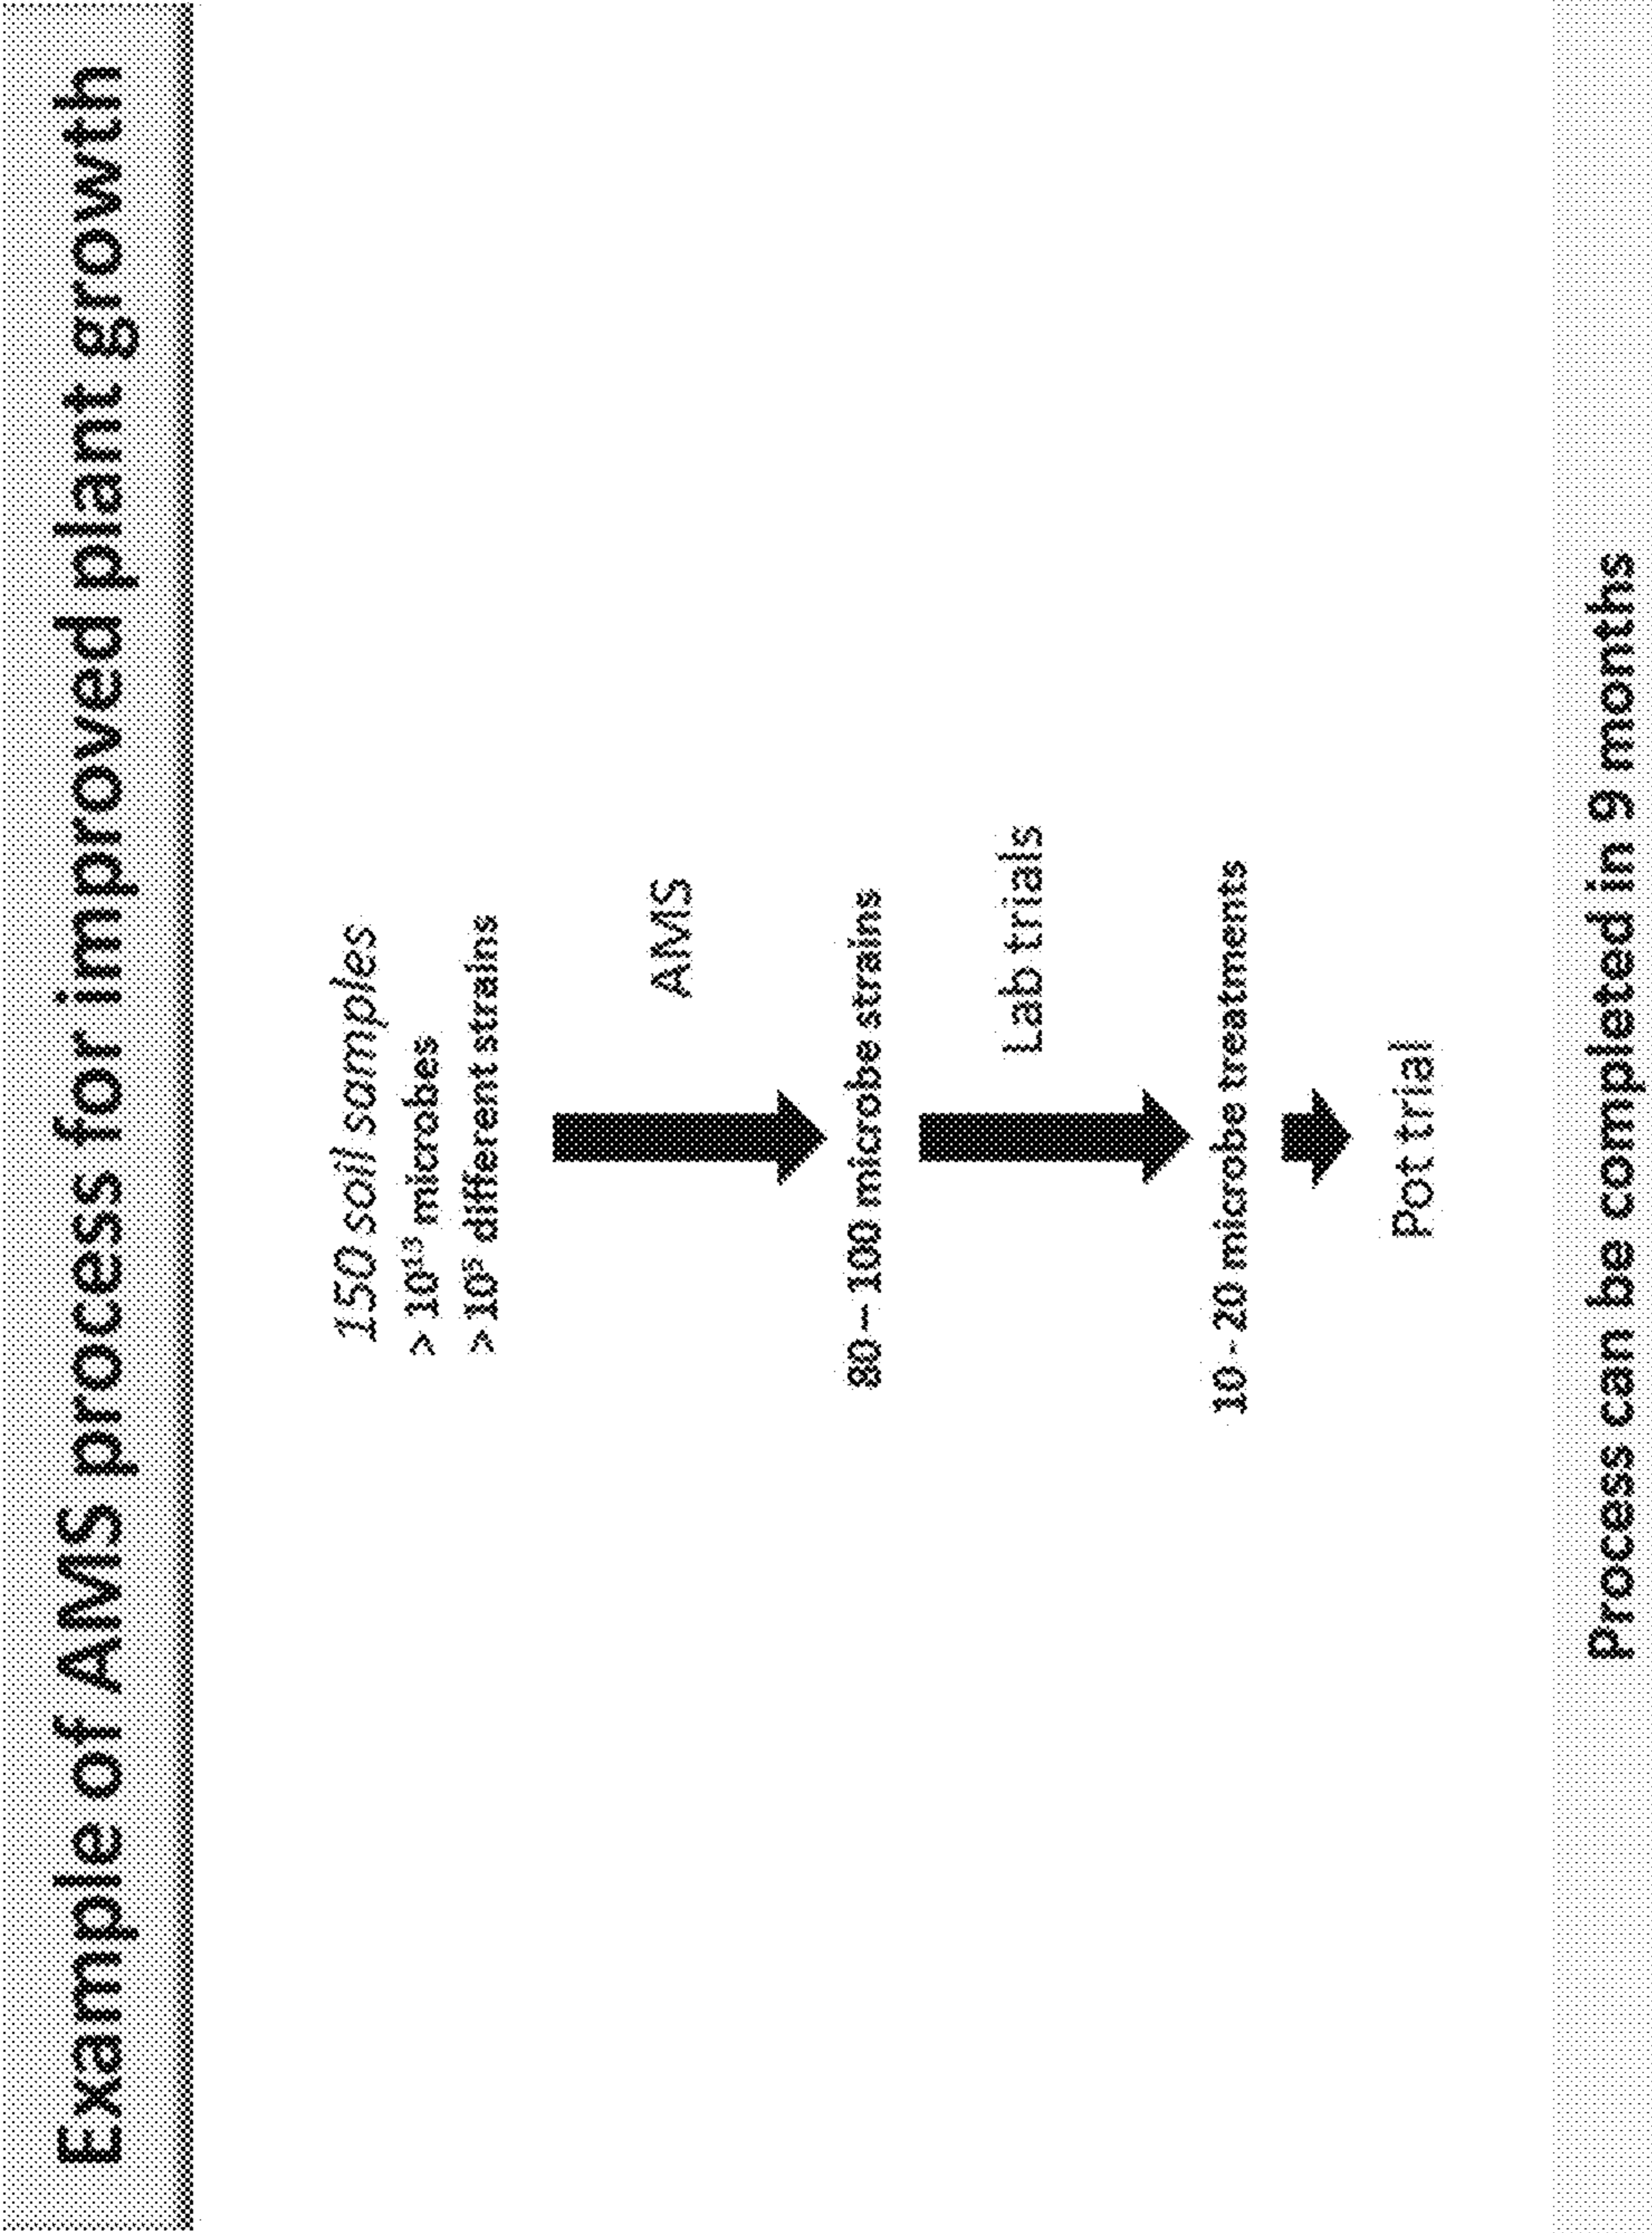 Example of AMS process for improved plant growth
150 soil samples
> 10¹³ microbes
> 10⁵ different strains
AMS
80 – 100 microbe strains
Lab trials
10 - 20 microbe treatments
Pot trial
Process can be completed in 9 months